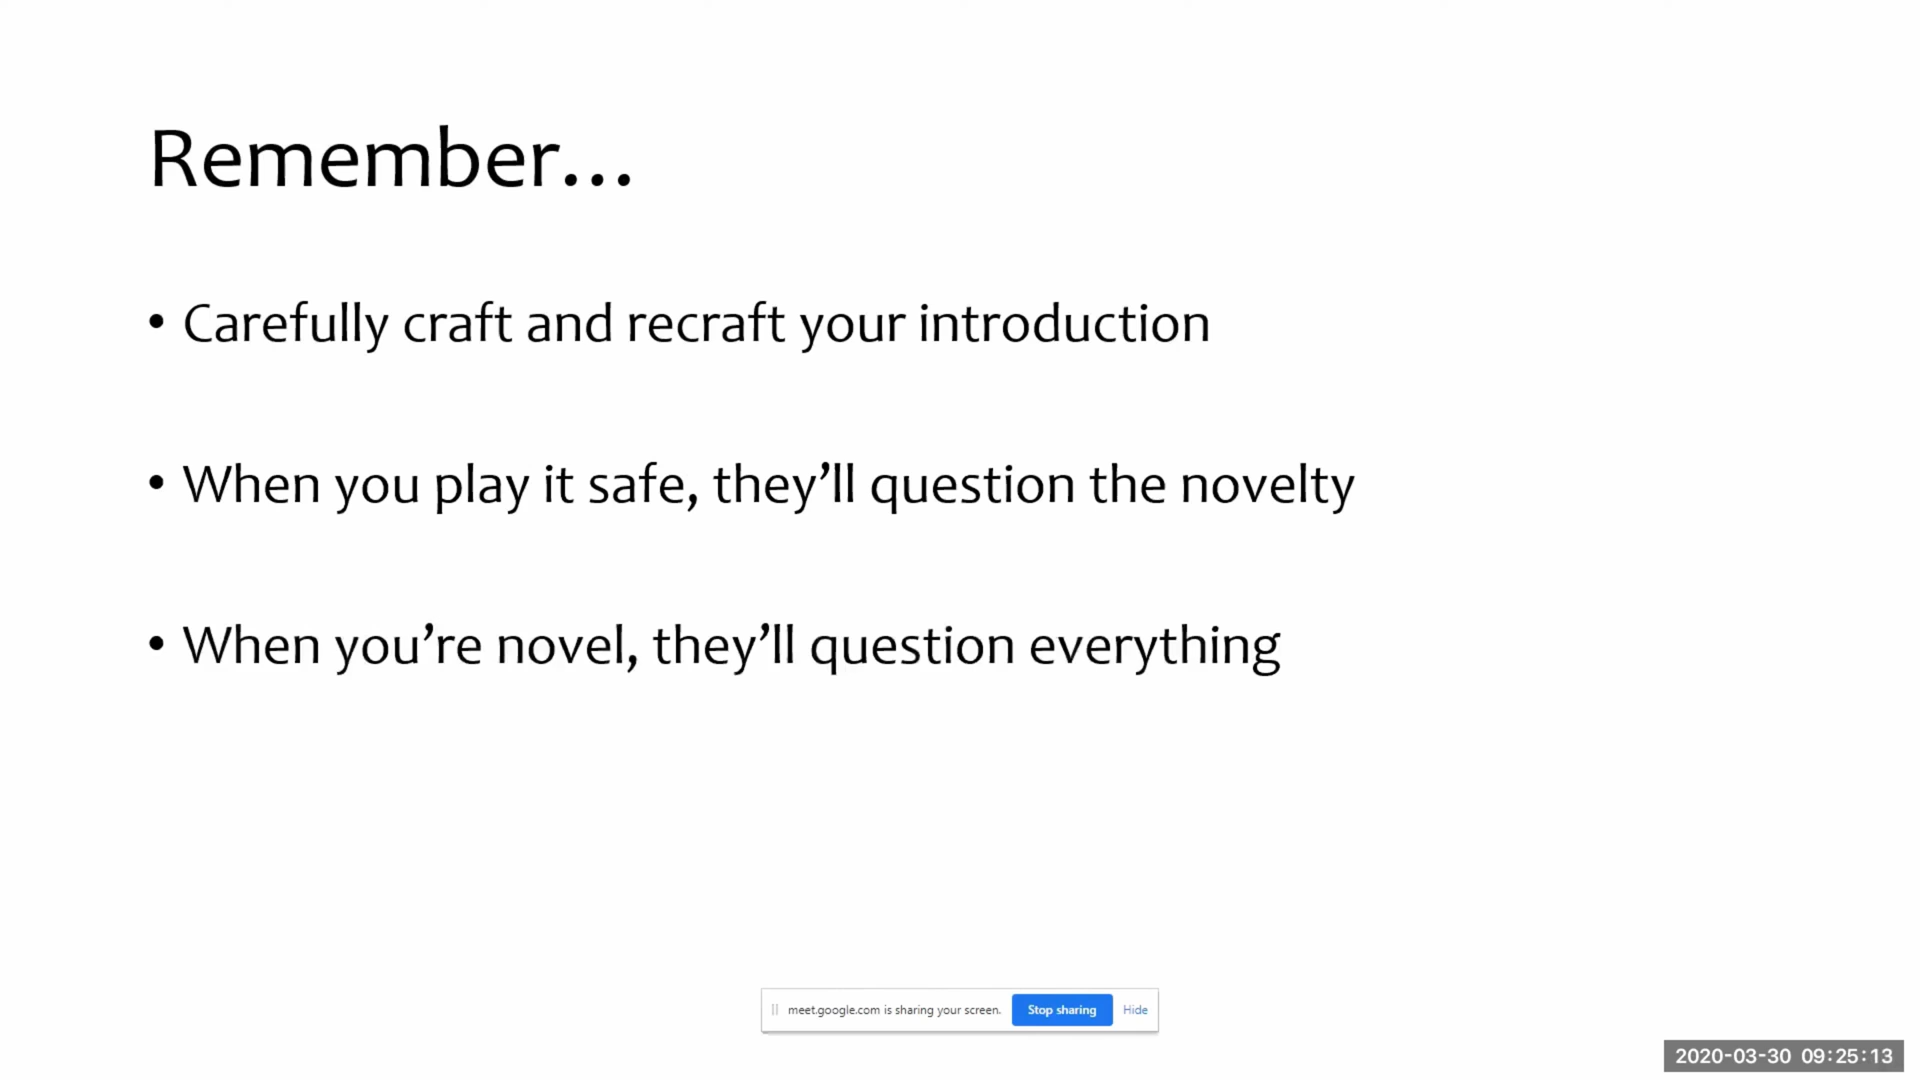 Remember…
• Carefully craft and recraft your introduction
• When you play it safe, they’ll question the novelty
• When you’re novel, they’ll question everything
meet.google.com is sharing your screen. Stop sharing Hide
2020-03-30 09:25:13